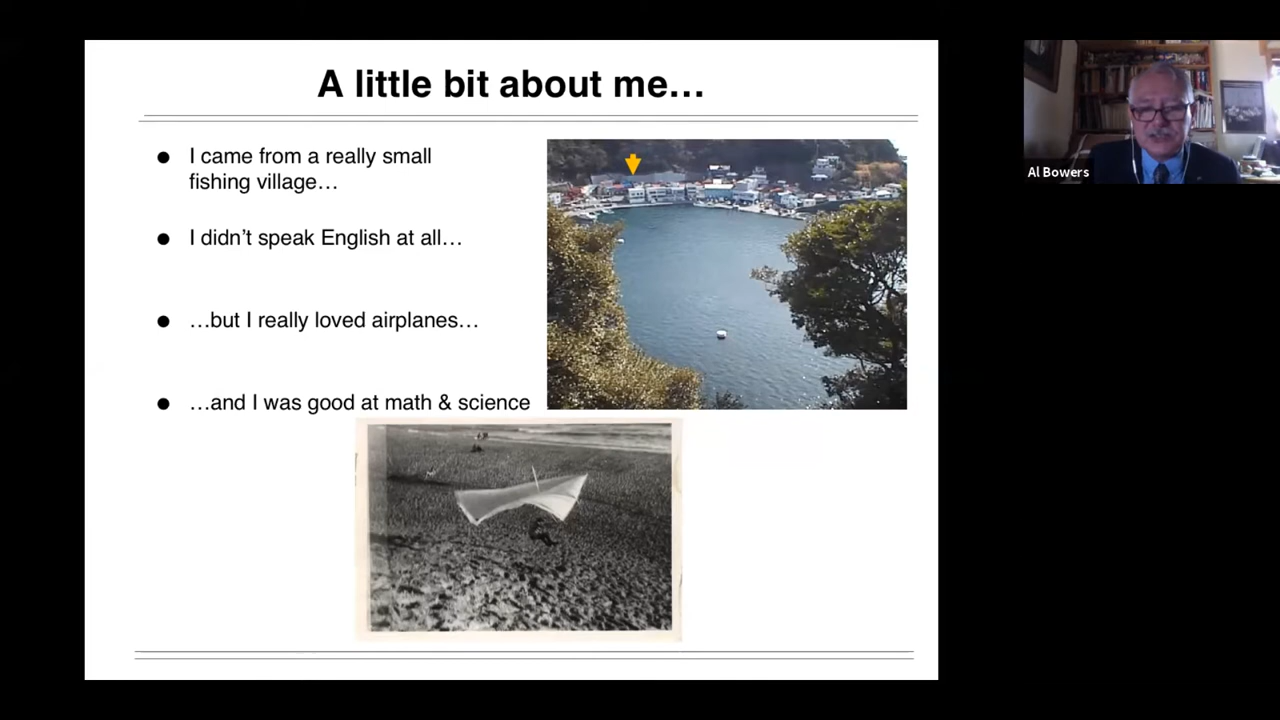 A little bit about me…
● I came from a really small
fishing village…
● I didn’t speak English at all…
● …but I really loved airplanes…
● …and I was good at math & science
Al Bowers